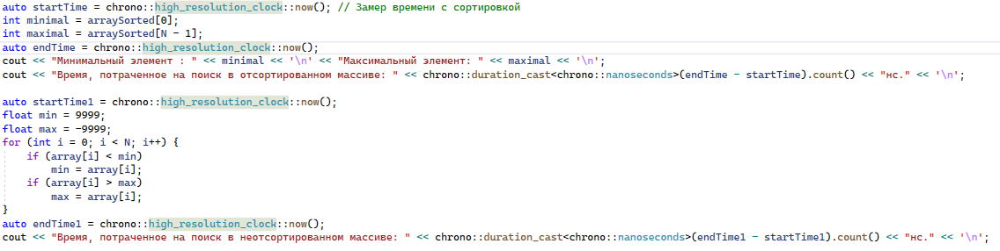 auto startTime = chrono::high_resolution_clock::now(); // Замер времени с сортировкой
int minimal = arraySorted[0];
int maximal = arraySorted[N - 1];
auto endTime = chrono::high_resolution_clock::now();
cout << "Минимальный элемент : " << minimal << '\n' << "Максимальный элемент: " << maximal << '\n';
cout << "Время, потраченное на поиск в отсортированном массиве: " << chrono::duration_cast<chrono::nanoseconds>(endTime - startTime).count() << "нс." << '\n';

auto startTime1 = chrono::high_resolution_clock::now();
float min = 9999;
float max = -9999;
for (int i = 0; i < N; i++) {
    if (array[i] < min)
        min = array[i];
    if (array[i] > max)
        max = array[i];
}
auto endTime1 = chrono::high_resolution_clock::now();
cout << "Время, потраченное на поиск в неотсортированном массиве: " << chrono::duration_cast<chrono::nanoseconds>(endTime1 - startTime1).count() << "нс." << '\n';